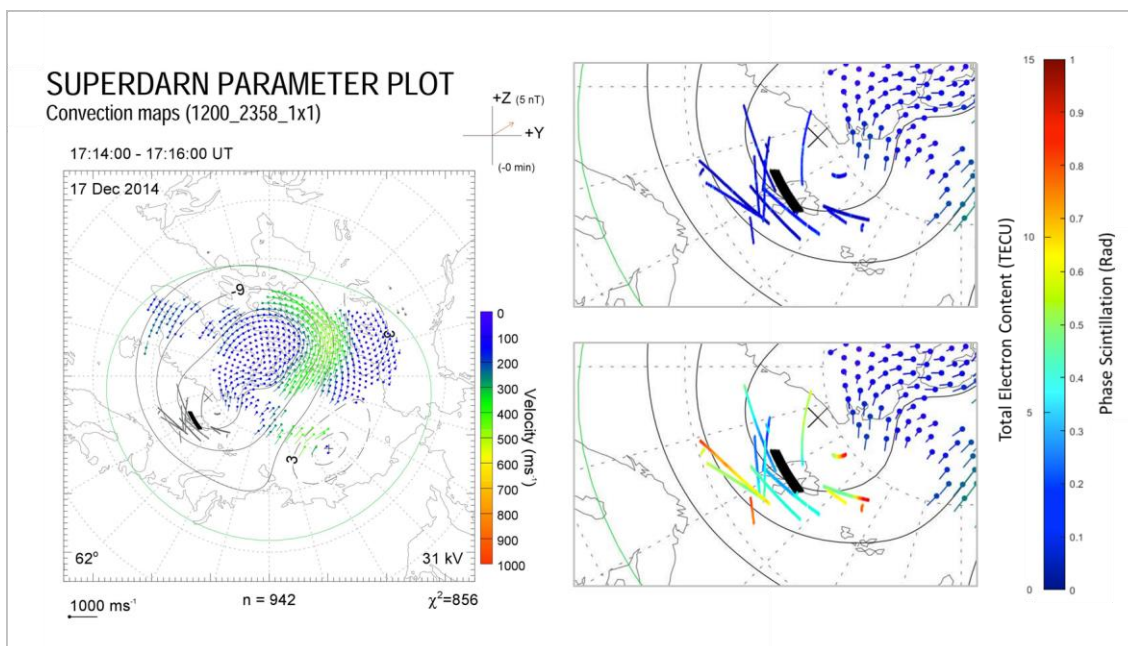 SUPERDARN PARAMETER PLOT
Convection maps (1200_2358_1x1)
+Z (5 nT)
+Y
(-0 min)
17:14:00 - 17:16:00 UT
17 Dec 2014
-9
3
3
62°
31 kV
1000 ms⁻¹
n = 942
χ²=856
0
100
200
300
400
500
600
700
800
900
1000
Velocity (ms⁻¹)
Total Electron Content (TECU)
15
10
5
0
1
0.9
0.8
0.7
0.6
0.5
0.4
0.3
0.2
0.1
0
Phase Scintillation (Rad)